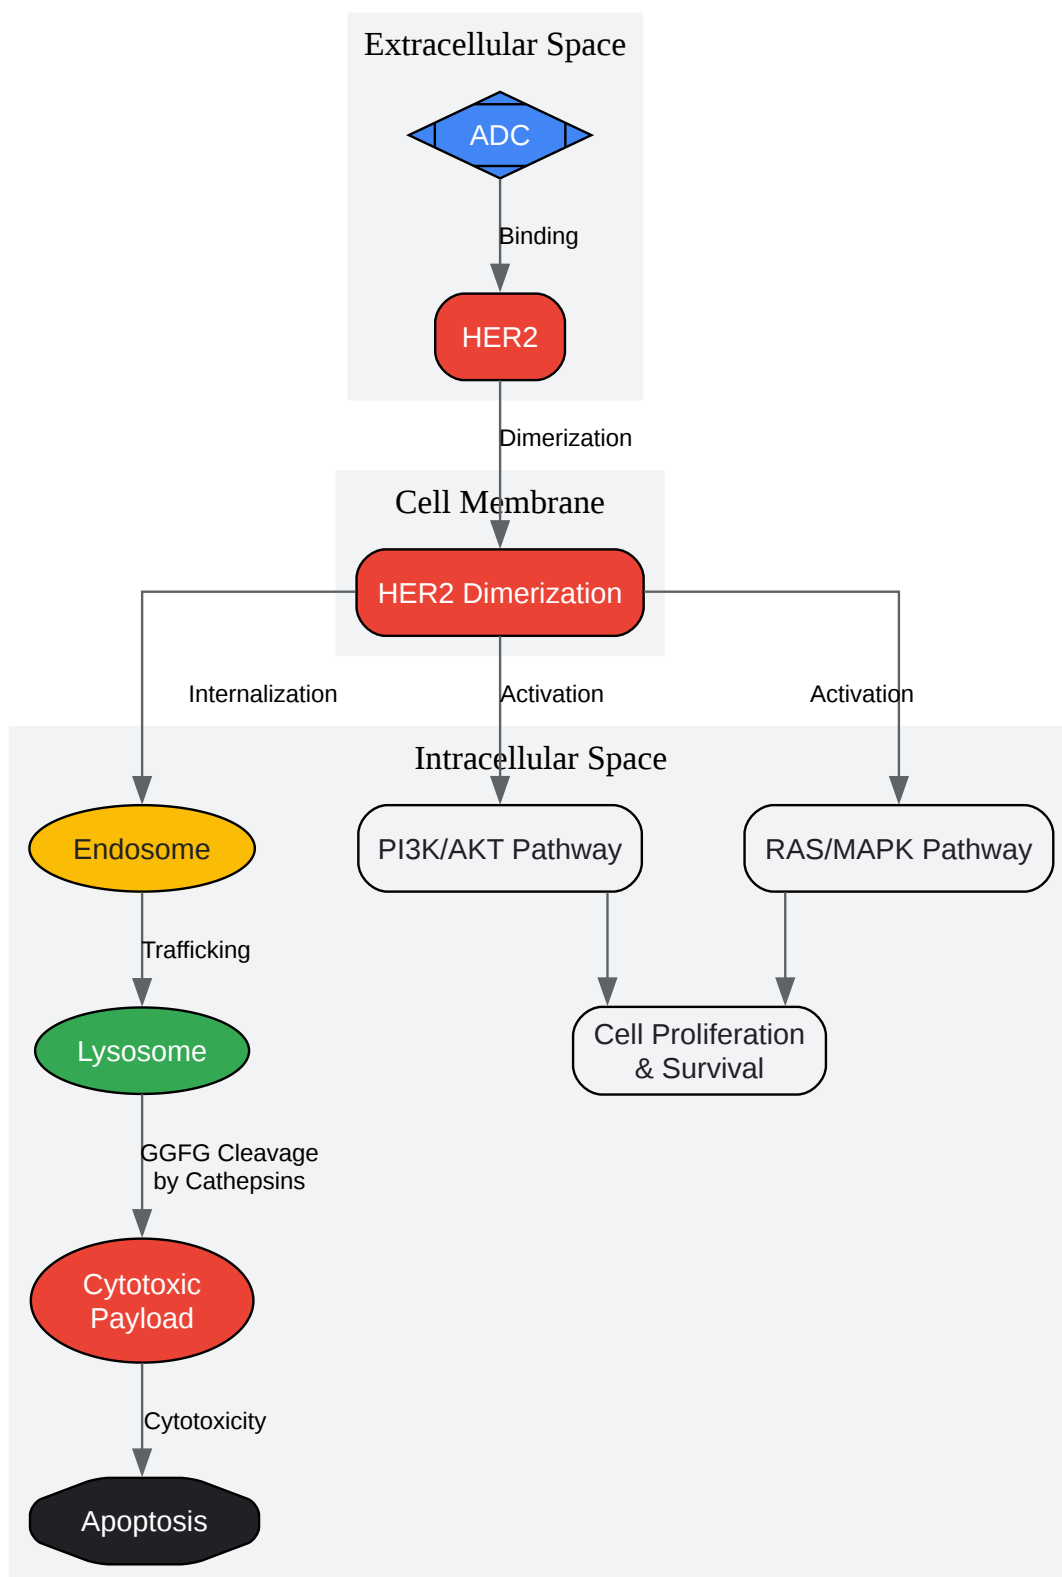 Extracellular Space
ADC
Binding
HER2
Dimerization
Cell Membrane
HER2 Dimerization
Internalization
Activation
Activation
Intracellular Space
Endosome
PI3K/AKT Pathway
RAS/MAPK Pathway
Trafficking
Lysosome
Cell Proliferation
& Survival
GGFG Cleavage
by Cathepsins
Cytotoxic
Payload
Cytotoxicity
Apoptosis